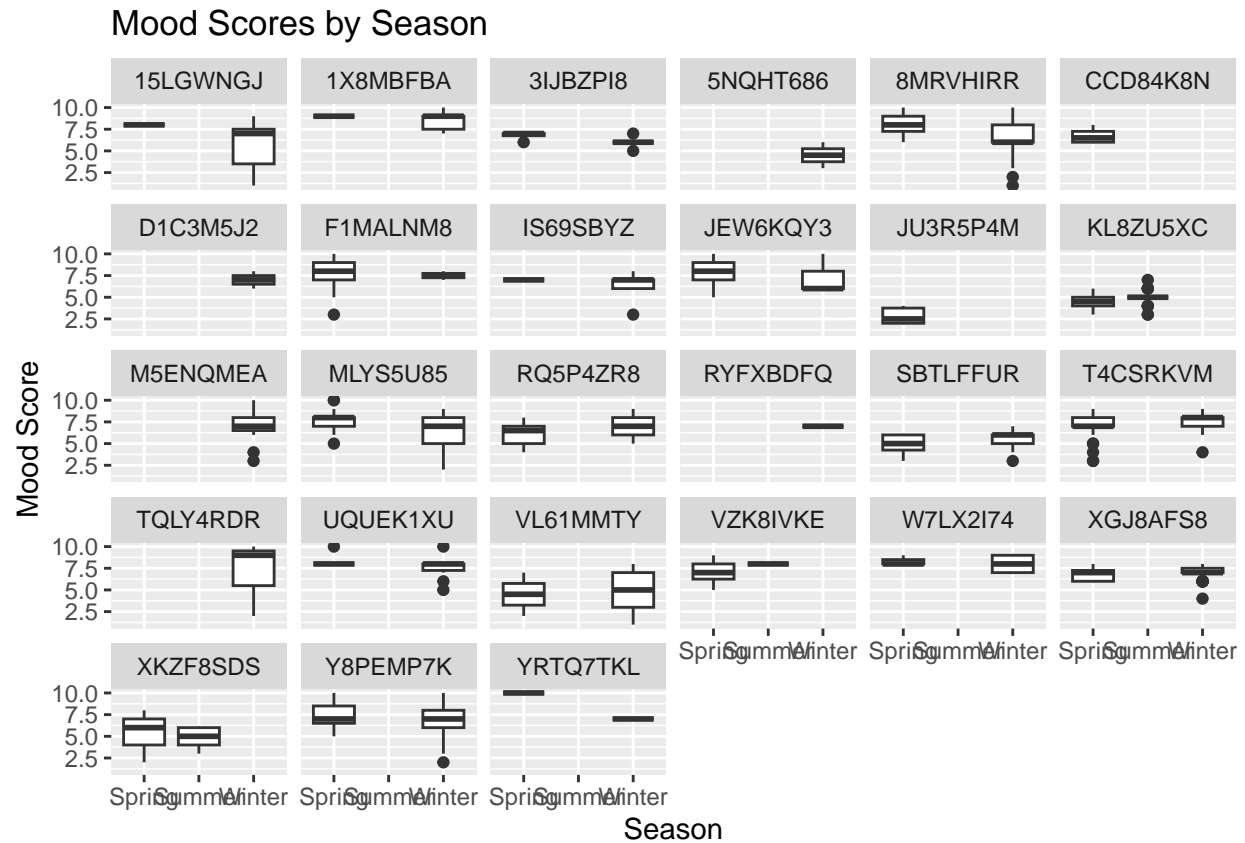 Mood Scores by Season
15LGWNGJ 1X8MBFBA 3IJBZPI8 5NQHT686 8MRVHIRR CCD84K8N
10.0
7.5
5.0
2.5
D1C3M5J2 F1MALNM8 IS69SBYZ JEW6KQY3 JU3R5P4M KL8ZU5XC
10.0
7.5
5.0
2.5
M5ENQMEA MLYS5U85 RQ5P4ZR8 RYFXBDFQ SBTLFFUR T4CSRKVM
10.0
7.5
5.0
2.5
TQLY4RDR UQUEK1XU VL61MMTY VZK8IVKE W7LX2I74 XGJ8AFS8
10.0
7.5
5.0
2.5
Spring Summer Winter Spring Summer Winter Spring Summer Winter
XKZF8SDS Y8PEMP7K YRTQ7TKL
10.0
7.5
5.0
2.5
Spring Summer Winter Spring Summer Winter Spring Summer Winter
Season
Mood Score